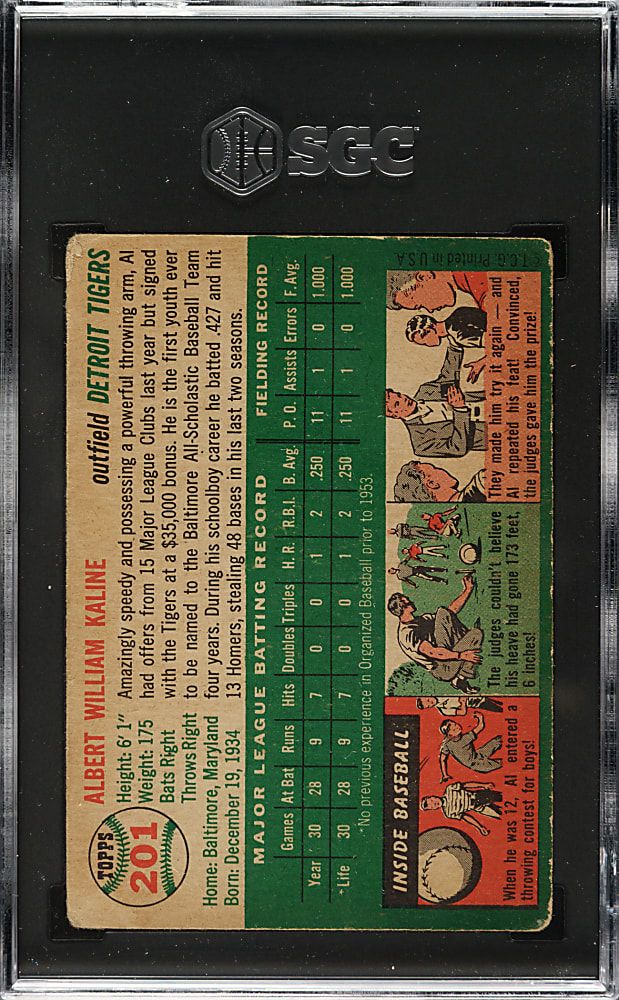 SGC
TOPPS
201
ALBERT WILLIAM KALINE
outfield DETROIT TIGERS
Height: 6' 1"
Weight: 175
Bats Right
Throws Right
Home: Baltimore, Maryland
Born: December 19, 1934
Amazingly speedy and possessing a powerful throwing arm, Al
had offers from 15 Major League Clubs last year but signed
with the Tigers at a $35,000 bonus. He is the first youth ever
to be named to the Baltimore All-Scholastic Baseball Team
four years. During his schoolboy career he batted .427 and hit
13 Homers, stealing 48 bases in his last two seasons.
MAJOR LEAGUE BATTING RECORD FIELDING RECORD
Games At Bat Runs Hits Doubles Triples H.R. R.B.I. B. Avg. P.O. Assists Errors F. Avg.
Year 30 28 9 7 0 0 1 2 .250 11 1 0 1.000
*Life 30 28 9 7 0 0 1 2 .250 11 1 0 1.000
*No previous experience in Organized Baseball prior to 1953.
INSIDE BASEBALL
When he was 12, Al entered a
throwing contest for boys!
The judges couldn't believe
his heave had gone 173 feet,
6 inches!
They made him try it again — and
Al repeated his feat! Convinced,
the judges gave him the prize!
© T.C.G. Printed in U.S.A.